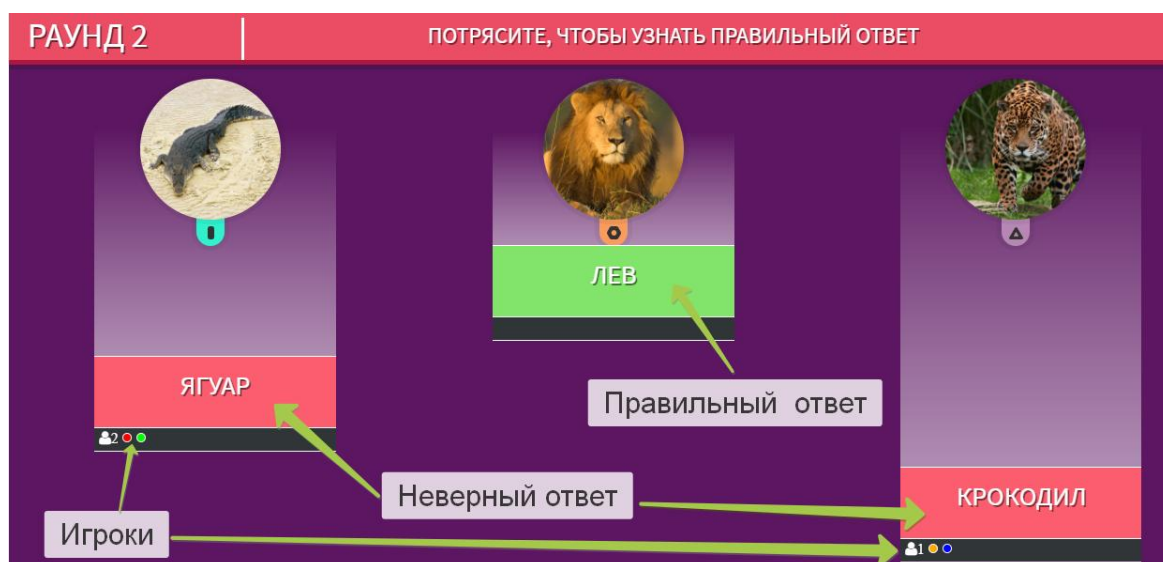 РАУНД 2
ПОТРЯСИТЕ, ЧТОБЫ УЗНАТЬ ПРАВИЛЬНЫЙ ОТВЕТ
ЛЕВ
ЯГУАР
Правильный ответ
2
Неверный ответ
КРОКОДИЛ
Игроки
1